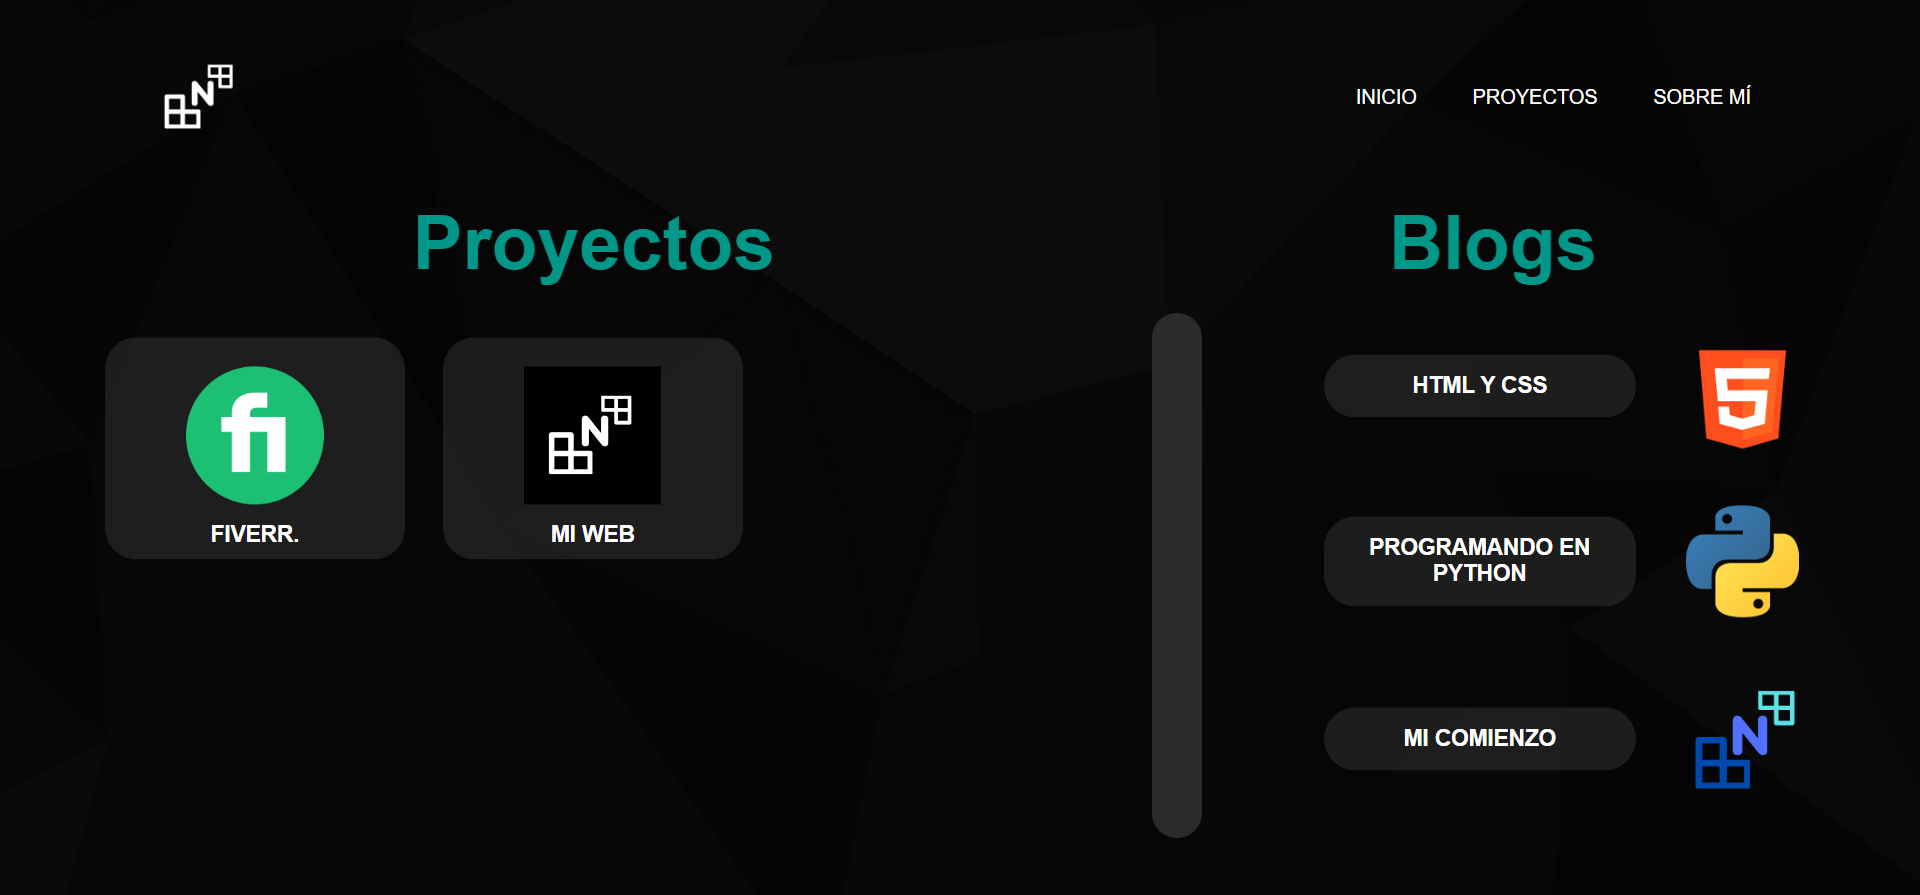 N
INICIO PROYECTOS SOBRE MÍ
Proyectos
Blogs
fi
FIVERR.
N
MI WEB
HTML Y CSS
5
PROGRAMANDO EN
PYTHON
MI COMIENZO
N